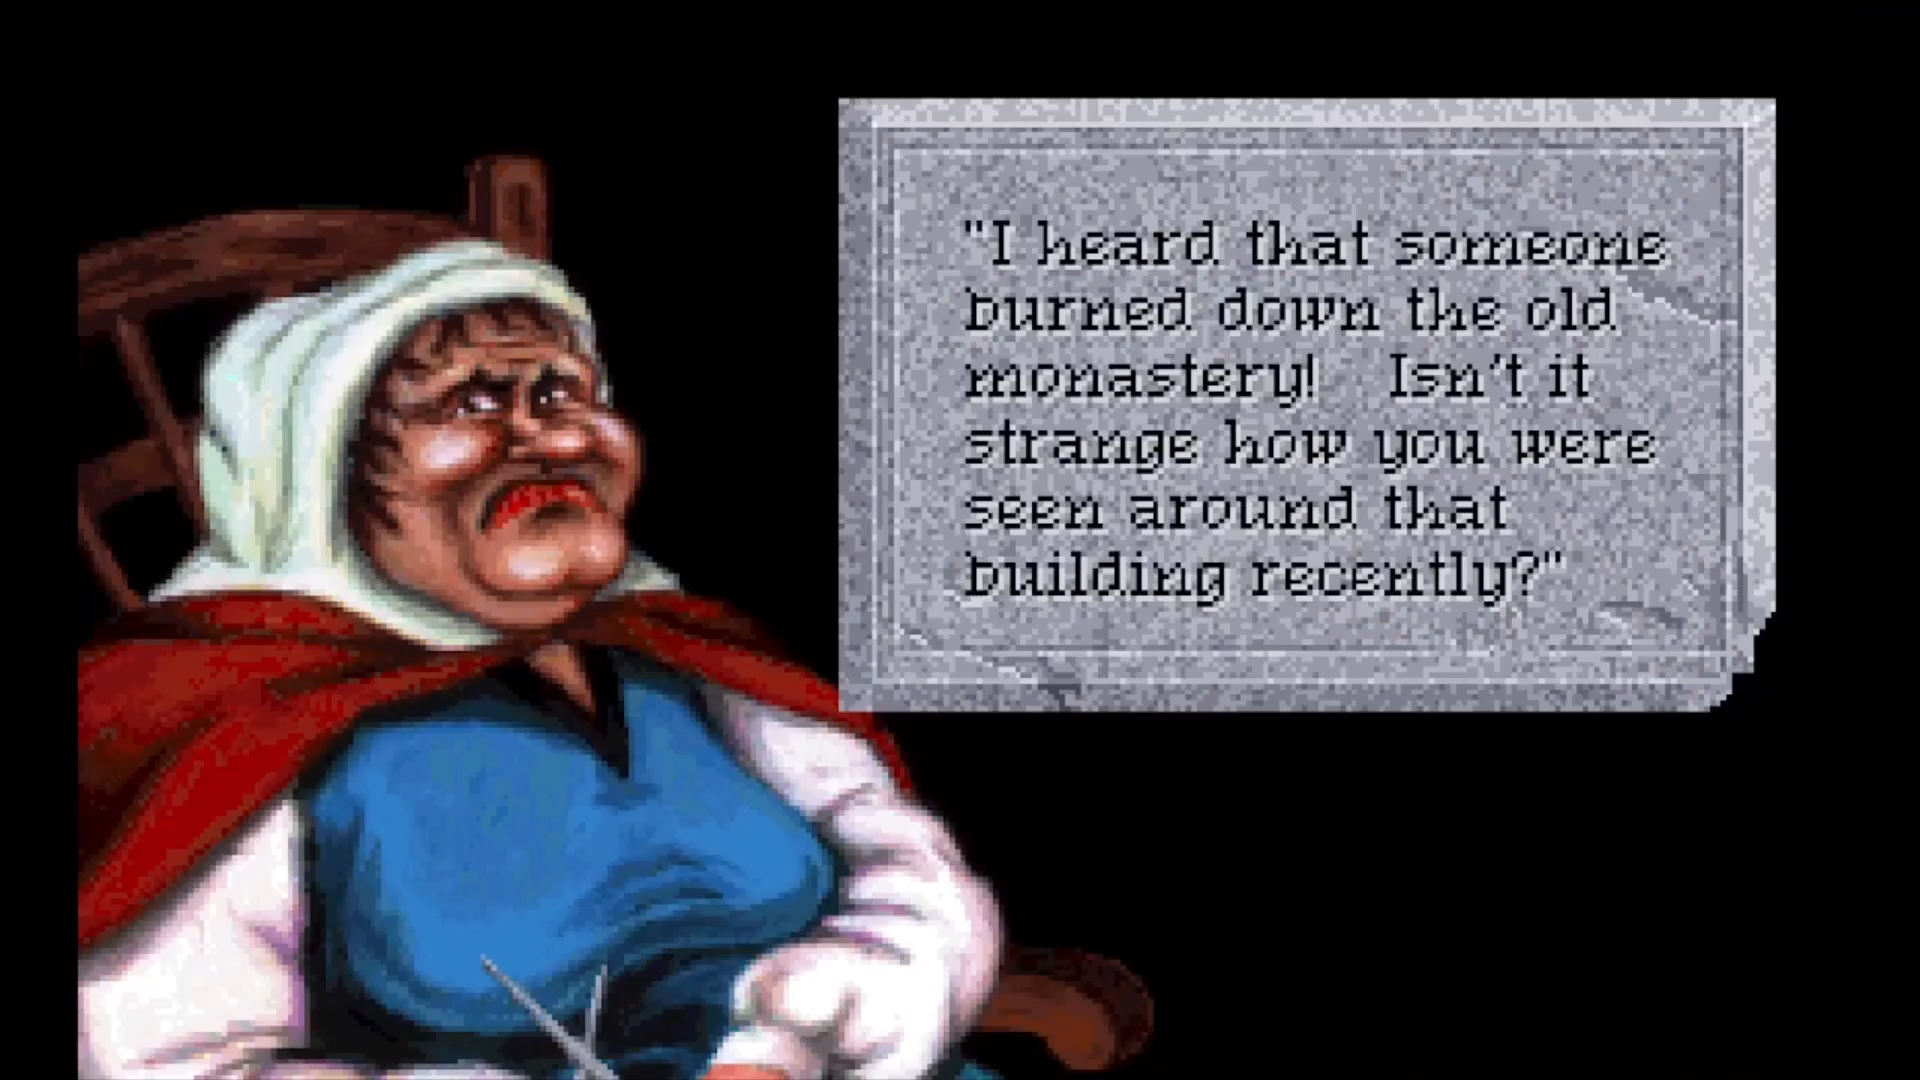 "I heard that someone
burned down the old
monastery!  Isn't it
strange how you were
seen around that
building recently?"